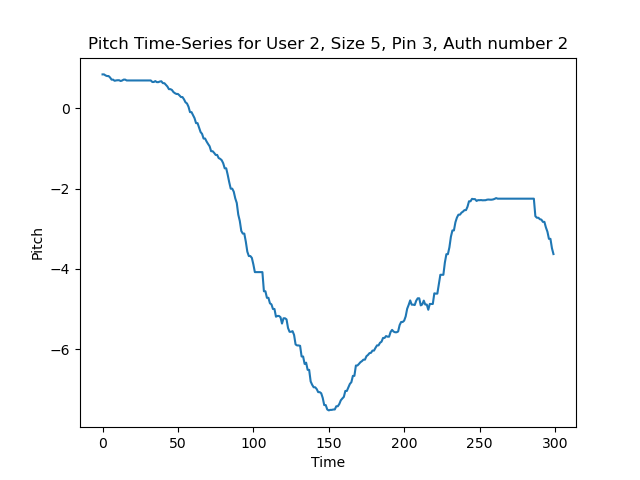 Pitch Time-Series for User 2, Size 5, Pin 3, Auth number 2
0
−2
−4
−6
Pitch
0 50 100 150 200 250 300
Time